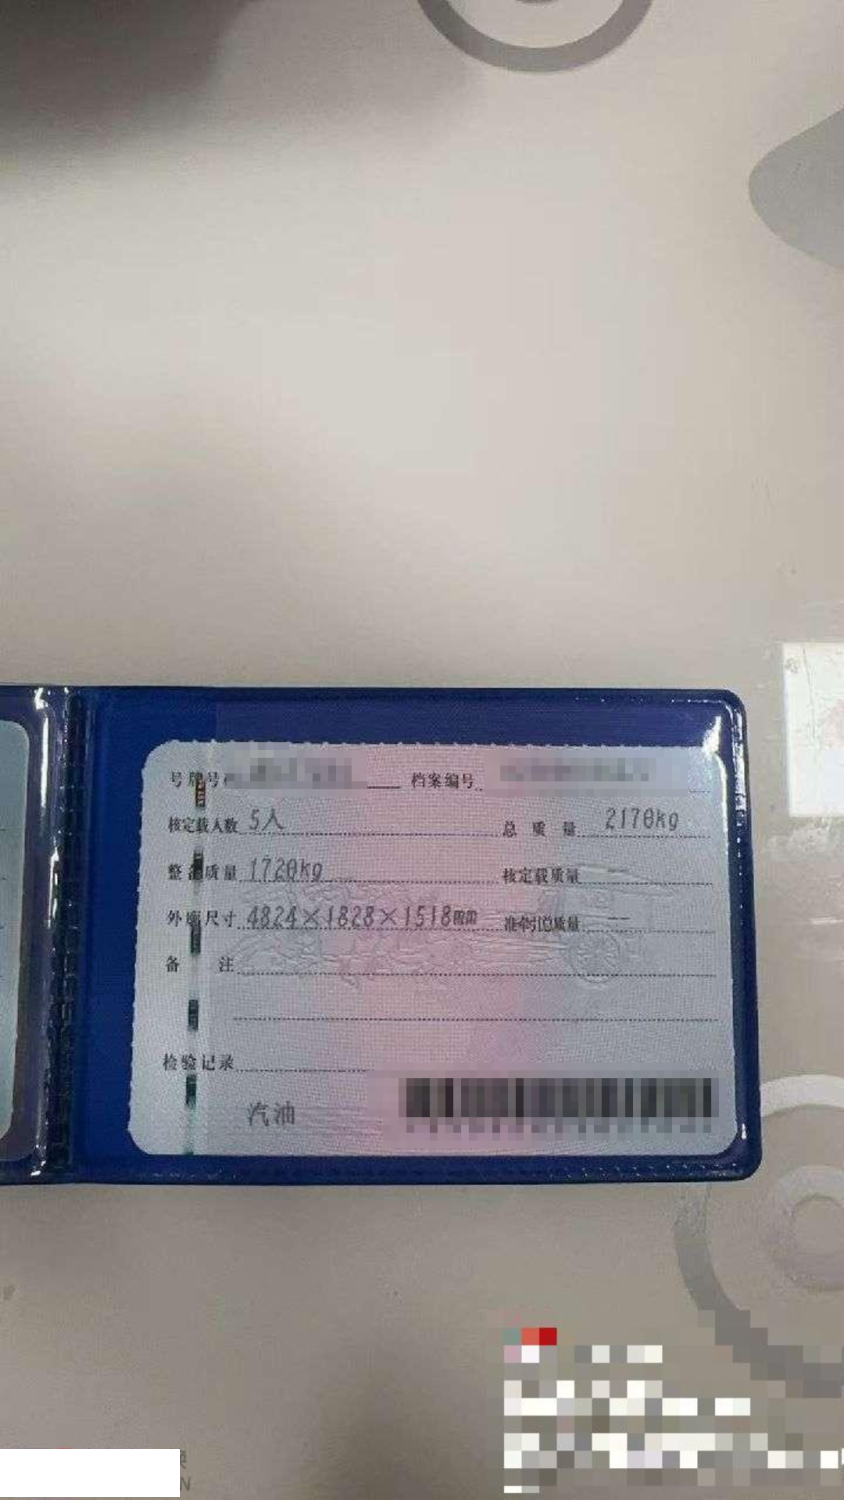 号牌号 档案编号
核定载人数 5人 总质量 2170kg
整备质量 1720kg 核定载质量 --
外廓尺寸 4824×1828×1518mm 准牵引总质量 --
备注
检验记录
汽油